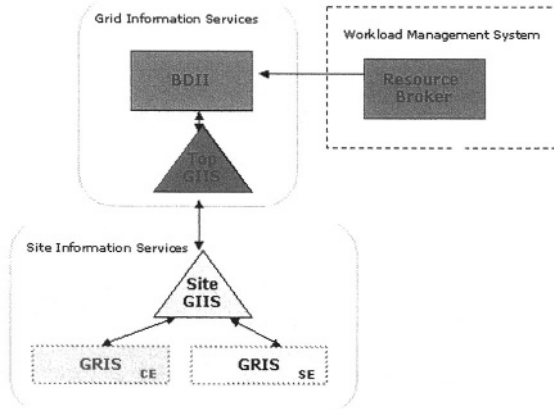 Grid Information Services
Workload Management System
BDII
Resource
Broker
Top
GIIS
Site Information Services
Site
GIIS
GRIS CE
GRIS SE